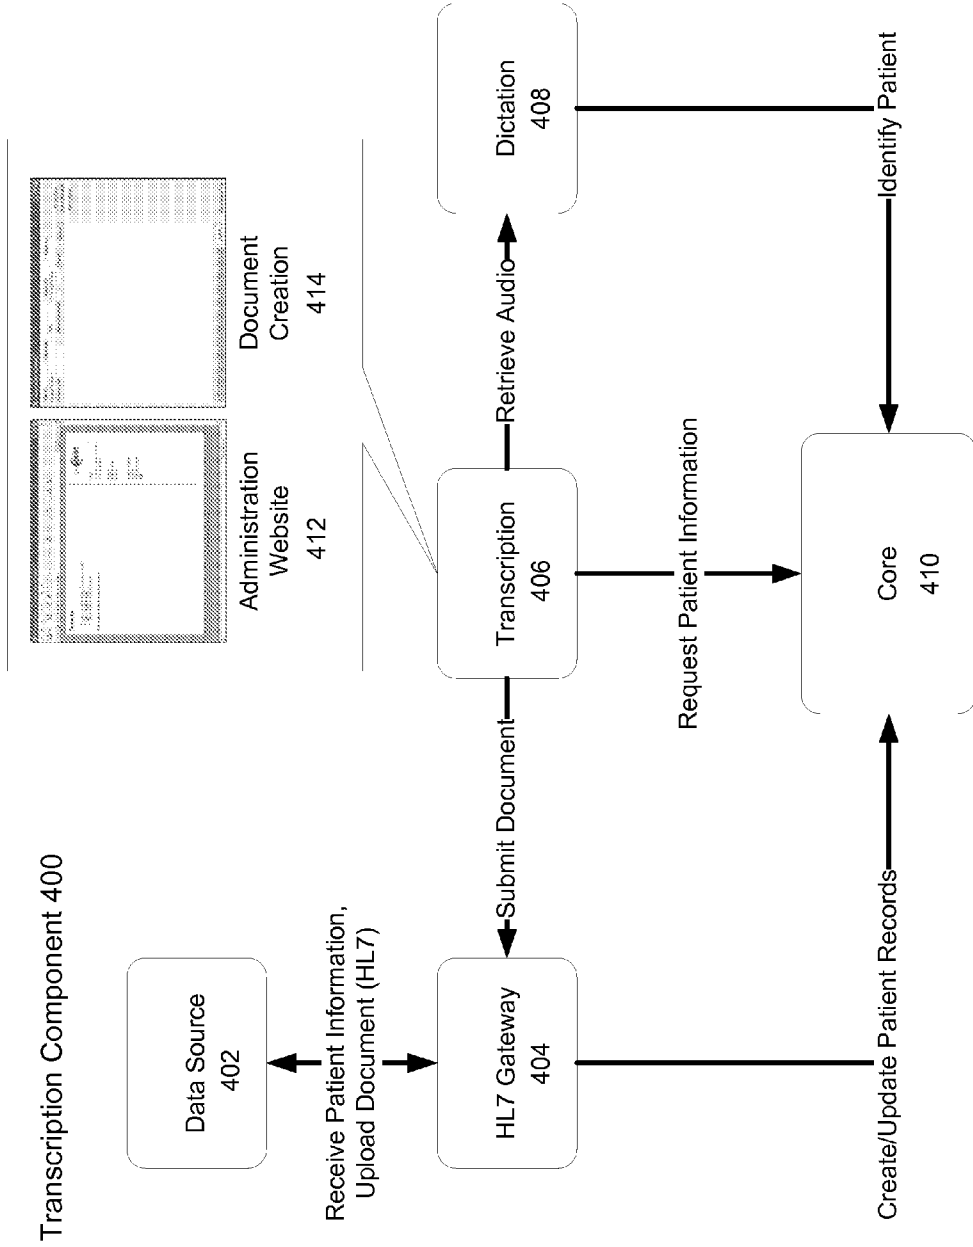 Transcription Component 400
Data Source
402
Receive Patient Information,
Upload Document (HL7)
HL7 Gateway
404
Create/Update Patient Records
Submit Document
Administration
Website
412
Document
Creation
414
Transcription
406
Retrieve Audio
Dictation
408
Request Patient Information
Identify Patient
Core
410